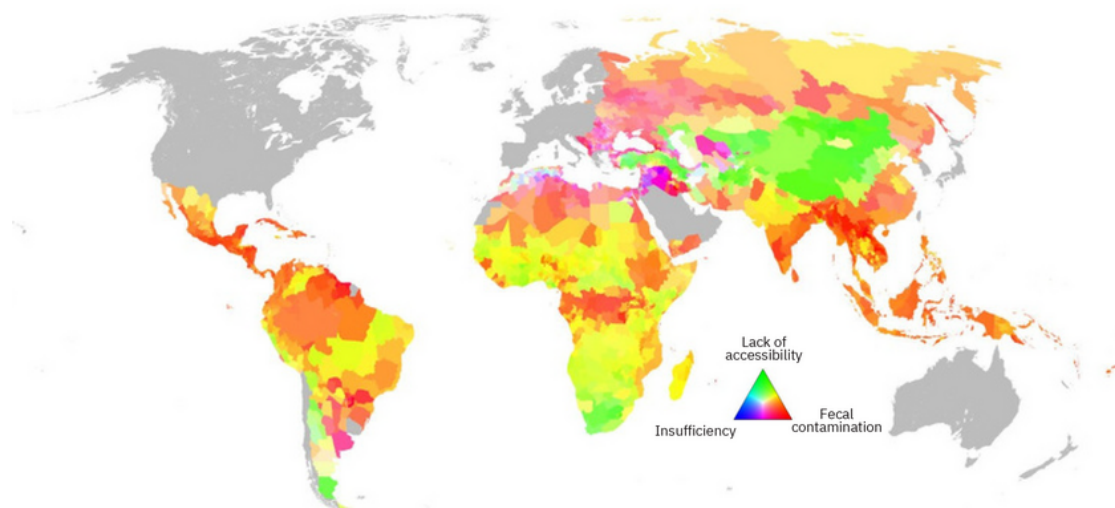 Lack of
accessibility
Insufficiency
Fecal
contamination